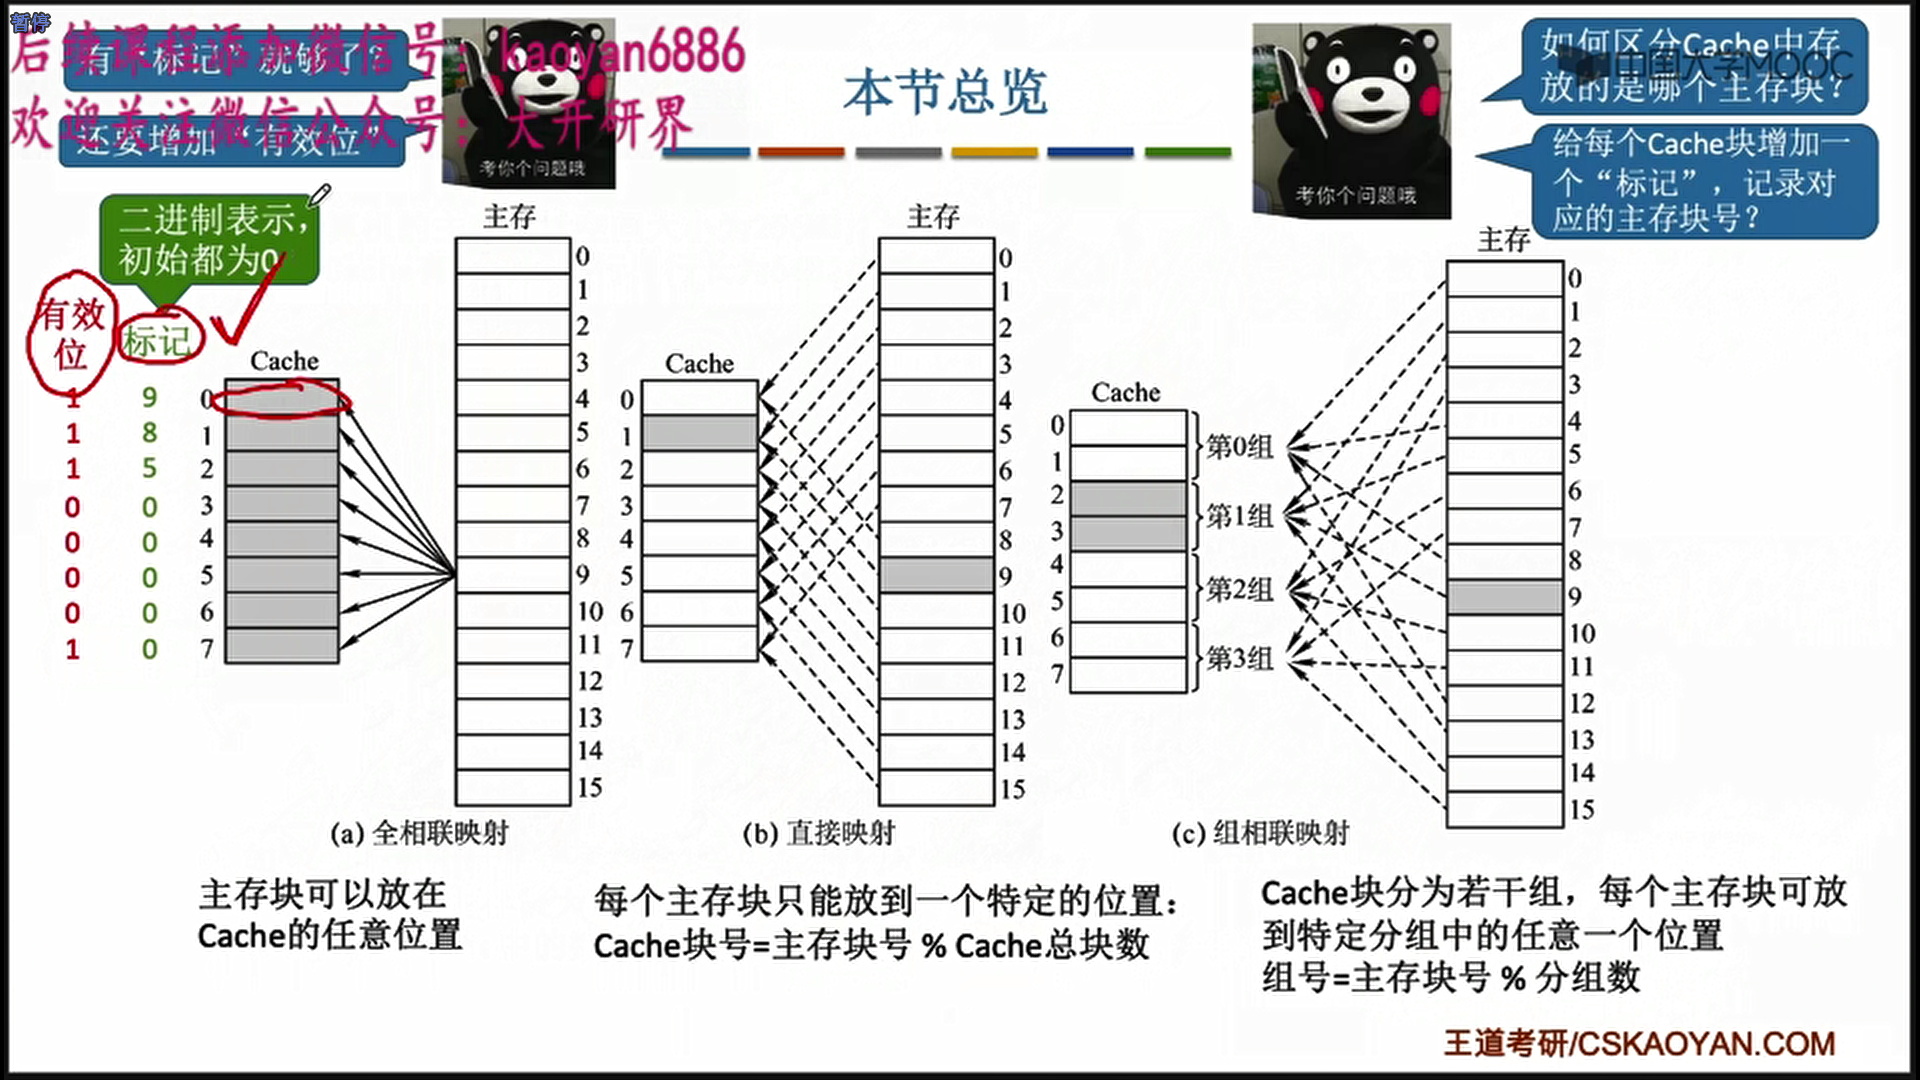 暂停
后续课程添加微信号：kaoyan6886
有“标记”就够了？
欢迎关注微信公众号：大开研界
还要增加“有效位”
考你个问题哦
本节总览
考你个问题哦
中国大学MOOC
如何区分Cache中存
放的是哪个主存块？
给每个Cache块增加一
个“标记”，记录对
应的主存块号？
二进制表示，
初始都为0
有效
位
标记
1 9
1 8
1 5
0 0
0 0
0 0
0 0
1 0
Cache
0
1
2
3
4
5
6
7
主存
0
1
2
3
4
5
6
7
8
9
10
11
12
13
14
15
(a) 全相联映射
主存块可以放在
Cache的任意位置
Cache
0
1
2
3
4
5
6
7
主存
0
1
2
3
4
5
6
7
8
9
10
11
12
13
14
15
(b) 直接映射
每个主存块只能放到一个特定的位置：
Cache块号=主存块号 % Cache总块数
Cache
0
1
2
3
4
5
6
7
第0组
第1组
第2组
第3组
主存
0
1
2
3
4
5
6
7
8
9
10
11
12
13
14
15
(c) 组相联映射
Cache块分为若干组，每个主存块可放
到特定分组中的任意一个位置
组号=主存块号 % 分组数
王道考研/CSKAOYAN.COM